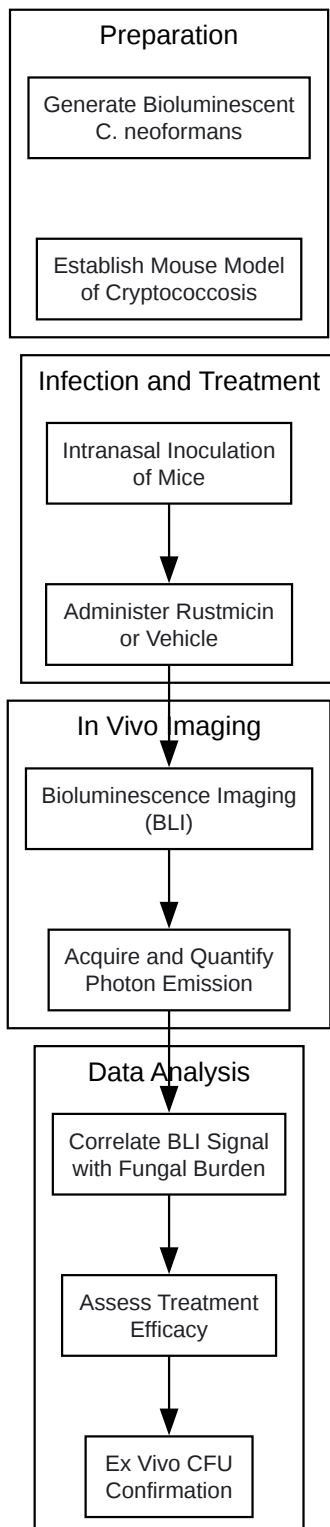 Preparation
Generate Bioluminescent
C. neoformans
Establish Mouse Model
of Cryptococcosis
Infection and Treatment
Intranasal Inoculation
of Mice
Administer Rustmicin
or Vehicle
In Vivo Imaging
Bioluminescence Imaging
(BLI)
Acquire and Quantify
Photon Emission
Data Analysis
Correlate BLI Signal
with Fungal Burden
Assess Treatment
Efficacy
Ex Vivo CFU
Confirmation